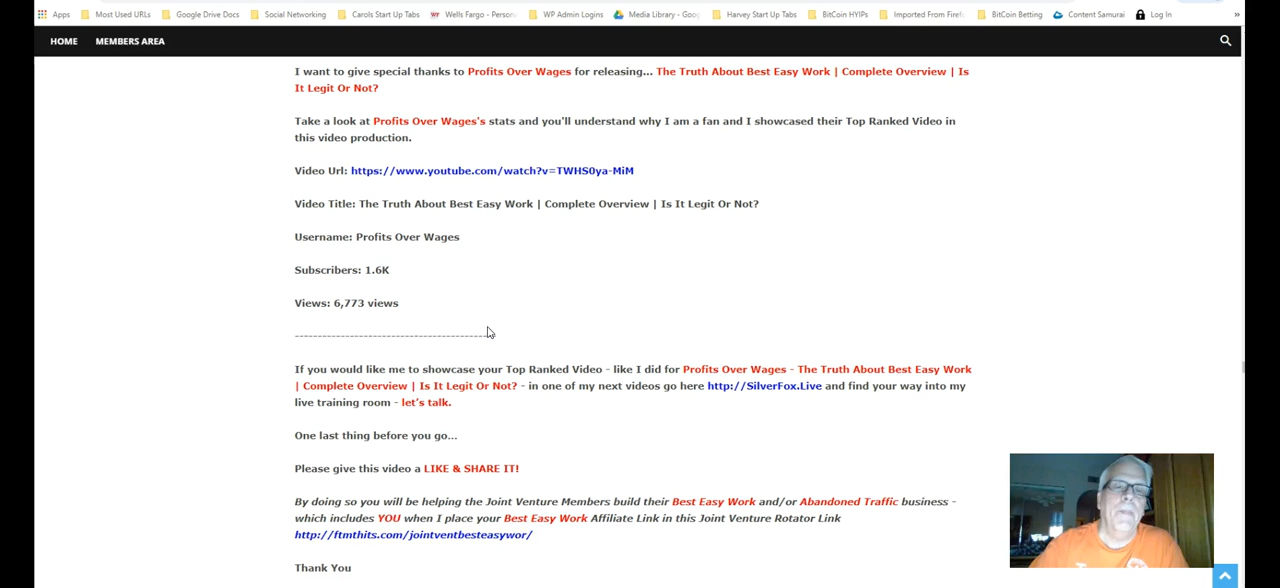 Apps Most Used URLs Google Drive Docs Social Networking Carols Start Up Tabs Wells Fargo - Person WP Admin Logins Media Library - Goog Harvey Start Up Tabs BitCoin HYIPs Imported From Firef BitCoin Betting Content Samurai Log In »
HOME MEMBERS AREA
I want to give special thanks to Profits Over Wages for releasing... The Truth About Best Easy Work | Complete Overview | Is
It Legit Or Not?
Take a look at Profits Over Wages's stats and you'll understand why I am a fan and I showcased their Top Ranked Video in
this video production.
Video Url: https://www.youtube.com/watch?v=TWHS0ya-MiM
Video Title: The Truth About Best Easy Work | Complete Overview | Is It Legit Or Not?
Username: Profits Over Wages
Subscribers: 1.6K
Views: 6,773 views
------------------------------------------
If you would like me to showcase your Top Ranked Video - like I did for Profits Over Wages - The Truth About Best Easy Work
| Complete Overview | Is It Legit Or Not? - in one of my next videos go here http://SilverFox.Live and find your way into my
live training room - let's talk.
One last thing before you go...
Please give this video a LIKE & SHARE IT!
By doing so you will be helping the Joint Venture Members build their Best Easy Work and/or Abandoned Traffic business -
which includes YOU when I place your Best Easy Work Affiliate Link in this Joint Venture Rotator Link
http://ftmthits.com/jointventbesteasywor/
Thank You